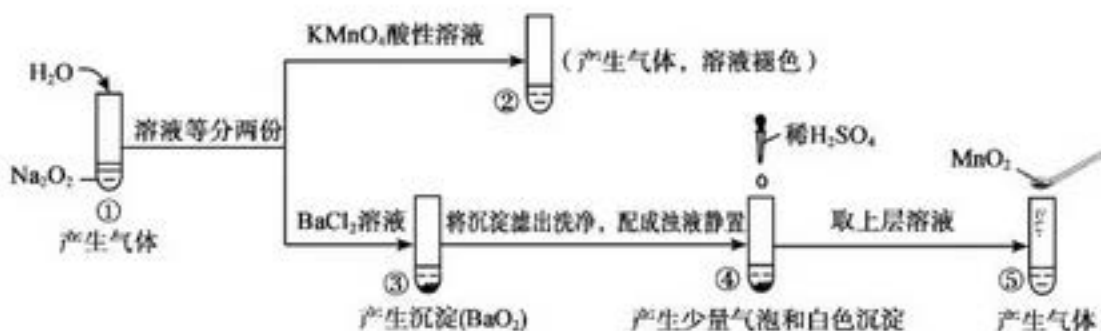 KMnO₄酸性溶液
(产生气体，溶液褪色)
②
H₂O
溶液等分两份
Na₂O₂
①
产生气体
稀H₂SO₄
MnO₂
BaCl₂溶液
将沉淀滤出洗净，配成浊液静置
取上层溶液
③
④
⑤
产生沉淀(BaO₂)
产生少量气泡和白色沉淀
产生气体